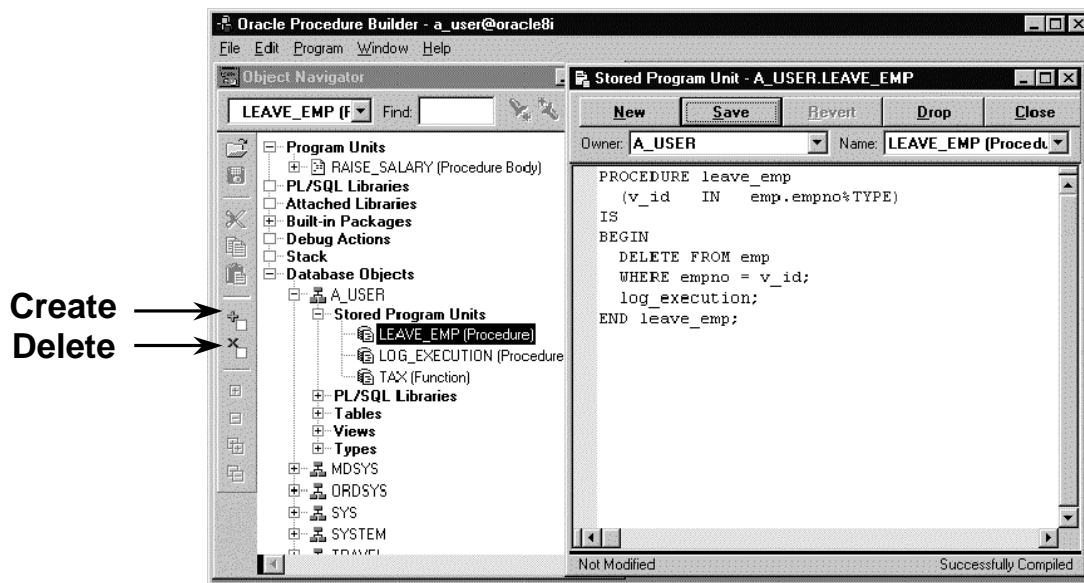 Oracle Procedure Builder - a_user@oracle8i
File Edit Program Window Help
Object Navigator
LEAVE_EMP (F
Find:
Program Units
RAISE_SALARY (Procedure Body)
PL/SQL Libraries
Attached Libraries
Built-in Packages
Debug Actions
Stack
Database Objects
A_USER
Stored Program Units
LEAVE_EMP (Procedure)
LOG_EXECUTION (Procedure
TAX (Function)
PL/SQL Libraries
Tables
Views
Types
MDSYS
ORDSYS
SYS
SYSTEM
Create
Delete
Stored Program Unit - A_USER.LEAVE_EMP
New Save Revert Drop Close
Owner: A_USER Name: LEAVE_EMP (Procedu
PROCEDURE leave_emp
(v_id IN emp.empno%TYPE)
IS
BEGIN
DELETE FROM emp
WHERE empno = v_id;
log_execution;
END leave_emp;
Not Modified Successfully Compiled